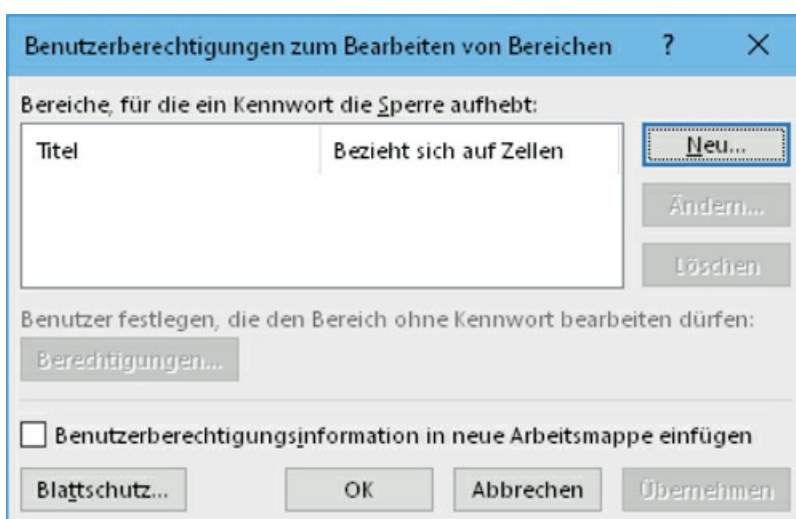 Benutzerberechtigungen zum Bearbeiten von Bereichen ? ✕
Bereiche, für die ein Kennwort die Sperre aufhebt:
Titel Bezieht sich auf Zellen
Neu...
Ändern...
Löschen
Benutzer festlegen, die den Bereich ohne Kennwort bearbeiten dürfen:
Berechtigungen...
Benutzerberechtigungsinformation in neue Arbeitsmappe einfügen
Blattschutz... OK Abbrechen Übernehmen